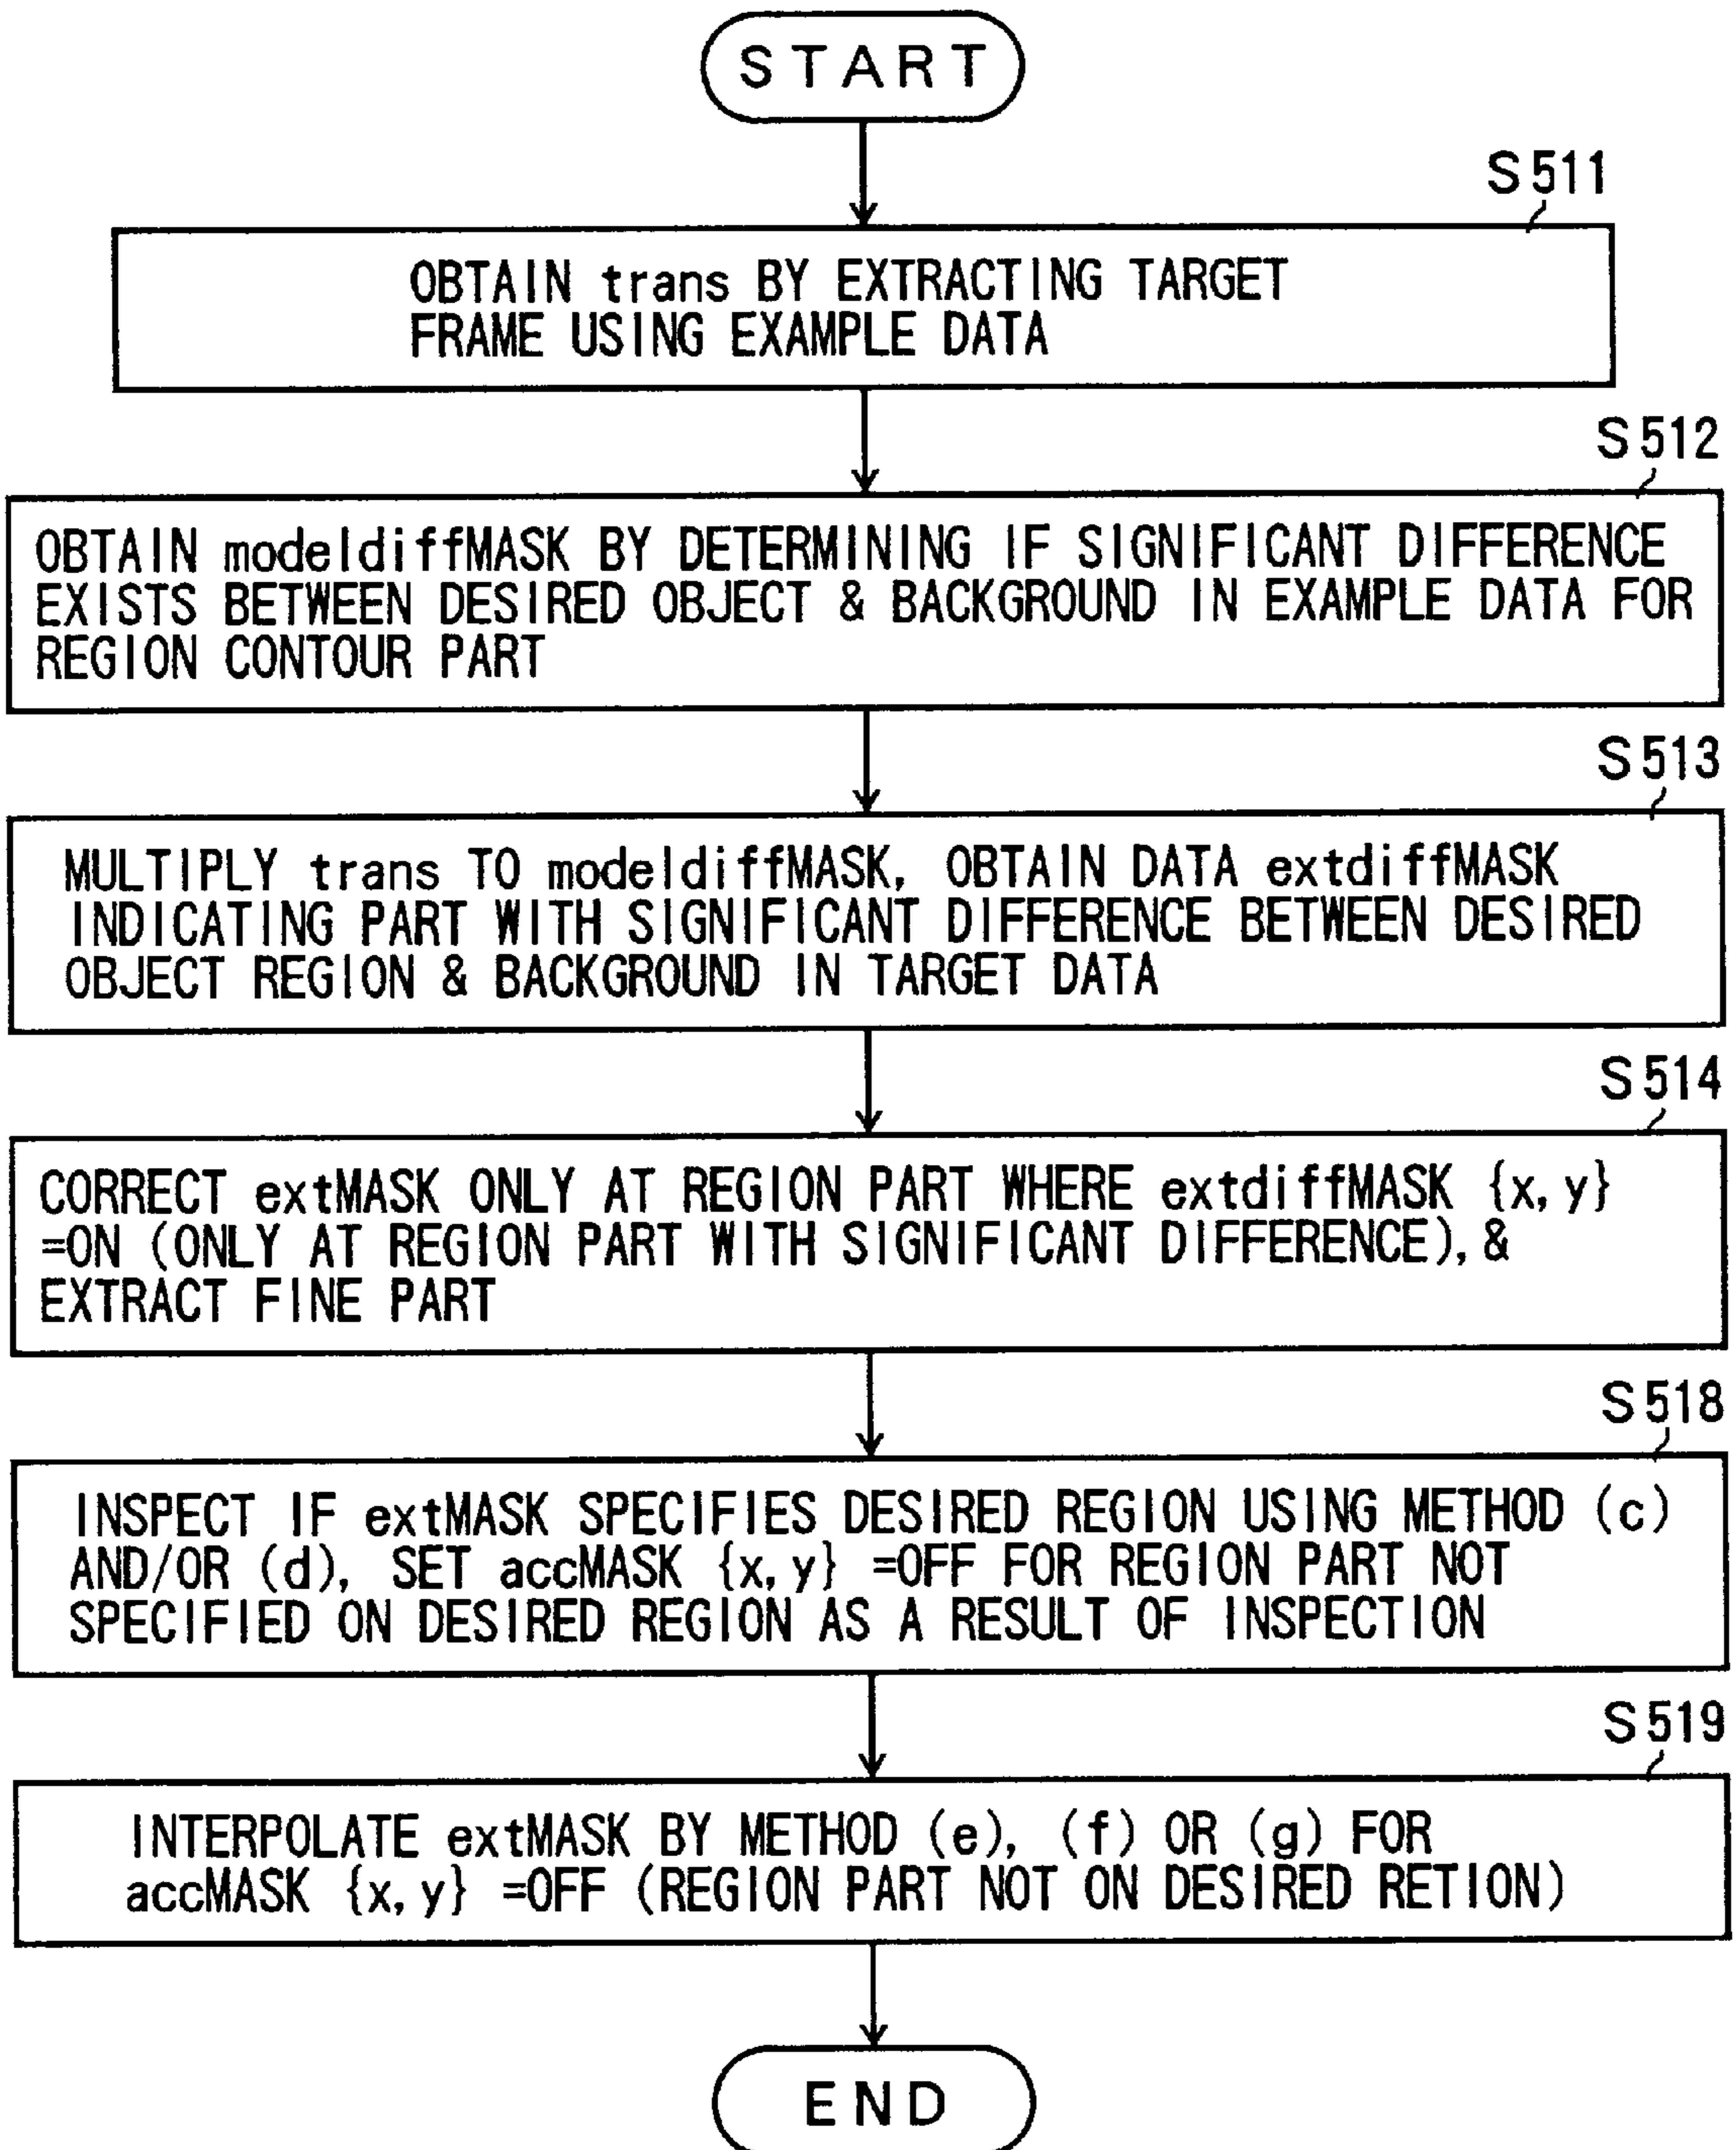 START
S511
OBTAIN trans BY EXTRACTING TARGET
FRAME USING EXAMPLE DATA
S512
OBTAIN modeldiffMASK BY DETERMINING IF SIGNIFICANT DIFFERENCE
EXISTS BETWEEN DESIRED OBJECT & BACKGROUND IN EXAMPLE DATA FOR
REGION CONTOUR PART
S513
MULTIPLY trans TO modeldiffMASK, OBTAIN DATA extdiffMASK
INDICATING PART WITH SIGNIFICANT DIFFERENCE BETWEEN DESIRED
OBJECT REGION & BACKGROUND IN TARGET DATA
S514
CORRECT extMASK ONLY AT REGION PART WHERE extdiffMASK {x, y}
=ON (ONLY AT REGION PART WITH SIGNIFICANT DIFFERENCE), &
EXTRACT FINE PART
S518
INSPECT IF extMASK SPECIFIES DESIRED REGION USING METHOD (c)
AND/OR (d), SET accMASK {x, y} =OFF FOR REGION PART NOT
SPECIFIED ON DESIRED REGION AS A RESULT OF INSPECTION
S519
INTERPOLATE extMASK BY METHOD (e), (f) OR (g) FOR
accMASK {x, y} =OFF (REGION PART NOT ON DESIRED RETION)
END